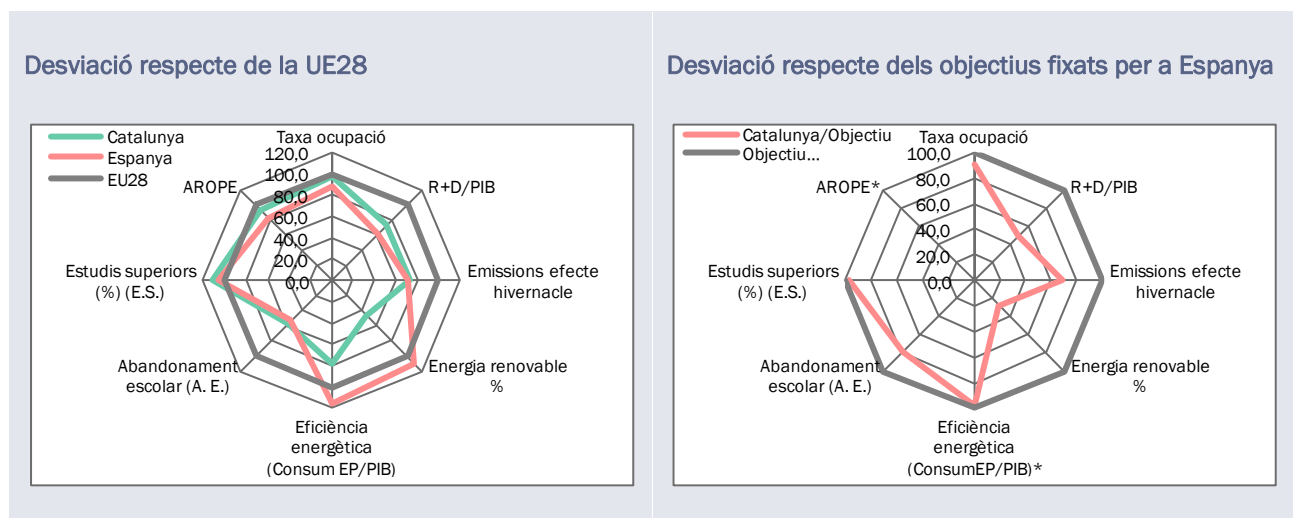 Desviació respecte de la UE28
Catalunya
Espanya
EU28
Taxa ocupació
120,0
100,0
80,0
60,0
40,0
20,0
0,0
R+D/PIB
Emissions efecte
hivernacle
Energia renovable
%
Eficiència
energètica
(Consum EP/PIB)
Abandonament
escolar (A. E.)
Estudis superiors
(%) (E.S.)
AROPE
Desviació respecte dels objectius fixats per a Espanya
Catalunya/Objectiu
Objectiu...
Taxa ocupació
100,0
80,0
60,0
40,0
20,0
0,0
R+D/PIB
Emissions efecte
hivernacle
Energia renovable
%
Eficiència
energètica
(ConsumEP/PIB)*
Abandonament
escolar (A. E.)
Estudis superiors
(%) (E.S.)
AROPE*